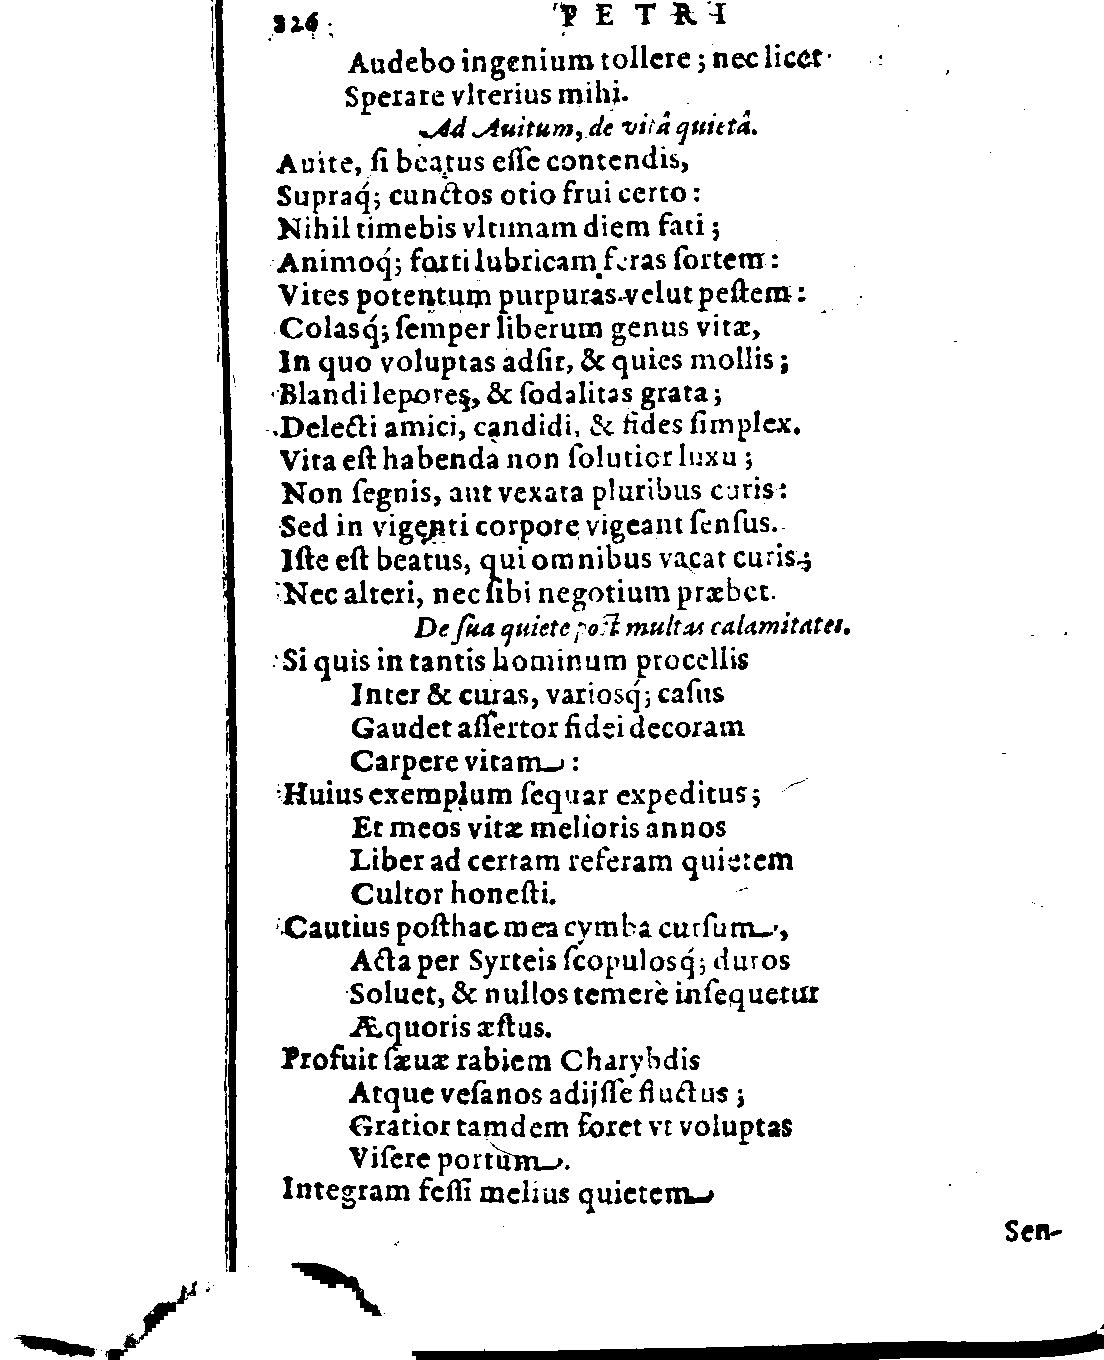 326 PETRI
Audebo ingenium tollere ; nec licet
Sperare vlterius mihi.
Ad Auitum, de vitâ quietâ.
Auite, ſi beatus eſſe contendis,
Supraq́; cunctos otio frui certo :
Nihil timebis vltimam diem fati ;
Animoq́; forti lubricam feras ſortem :
Vites potentum purpuras velut peſtem :
Colasq́; ſemper liberum genus vitæ,
In quo voluptas adſit, & quies mollis ;
Blandi lepores, & ſodalitas grata ;
Delecti amici, candidi, & fides ſimplex.
Vita eſt habenda non ſolutior luxu ;
Non ſegnis, aut vexata pluribus curis :
Sed in vigenti corpore vigeant ſenſus.
Iſte eſt beatus, qui omnibus vacat curis ;
Nec alteri, nec ſibi negotium præbet.
De ſua quiete poſt multas calamitates.
Si quis in tantis hominum procellis
Inter & curas, variosq́; caſus
Gaudet aſſertor fidei decoram
Carpere vitam :
Huius exemplum ſequar expeditus ;
Et meos vitæ melioris annos
Liber ad certam referam quietem
Cultor honeſti.
Cautius poſthac mea cymba curſum,
Acta per Syrteis ſcopulosq́; duros
Soluet, & nullos temerè inſequetur
Æquoris æſtus.
Profuit ſæuæ rabiem Charybdis
Atque veſanos adijſſe fluctus ;
Gratior tamdem foret vt voluptas
Viſere portum.
Integram feſſi melius quietem
Sen-